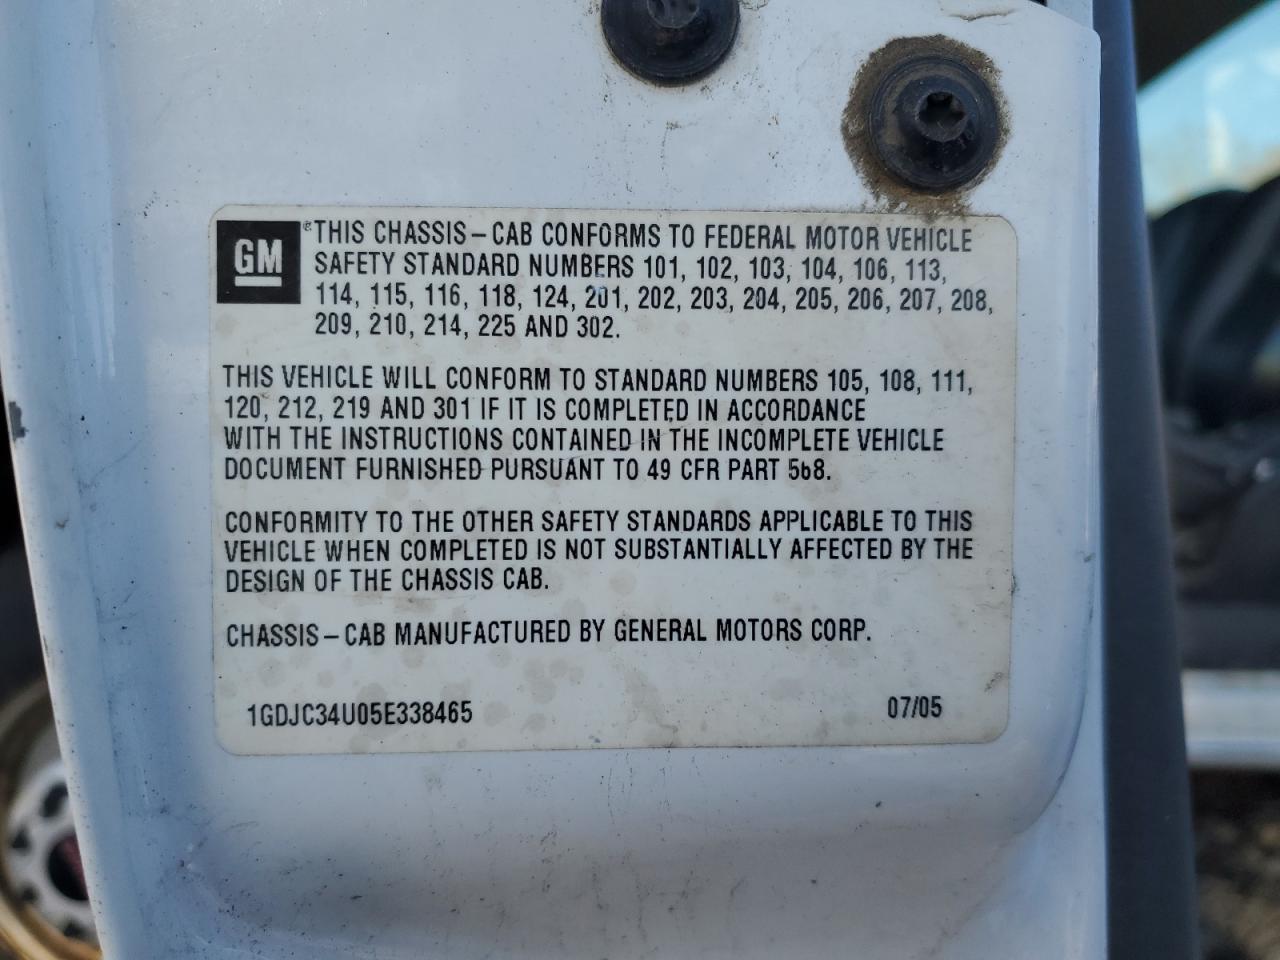 GM
® THIS CHASSIS–CAB CONFORMS TO FEDERAL MOTOR VEHICLE
SAFETY STANDARD NUMBERS 101, 102, 103, 104, 106, 113,
114, 115, 116, 118, 124, 201, 202, 203, 204, 205, 206, 207, 208,
209, 210, 214, 225 AND 302.
THIS VEHICLE WILL CONFORM TO STANDARD NUMBERS 105, 108, 111,
120, 212, 219 AND 301 IF IT IS COMPLETED IN ACCORDANCE
WITH THE INSTRUCTIONS CONTAINED IN THE INCOMPLETE VEHICLE
DOCUMENT FURNISHED PURSUANT TO 49 CFR PART 568.
CONFORMITY TO THE OTHER SAFETY STANDARDS APPLICABLE TO THIS
VEHICLE WHEN COMPLETED IS NOT SUBSTANTIALLY AFFECTED BY THE
DESIGN OF THE CHASSIS CAB.
CHASSIS–CAB MANUFACTURED BY GENERAL MOTORS CORP.
1GDJC34U05E338465 07/05